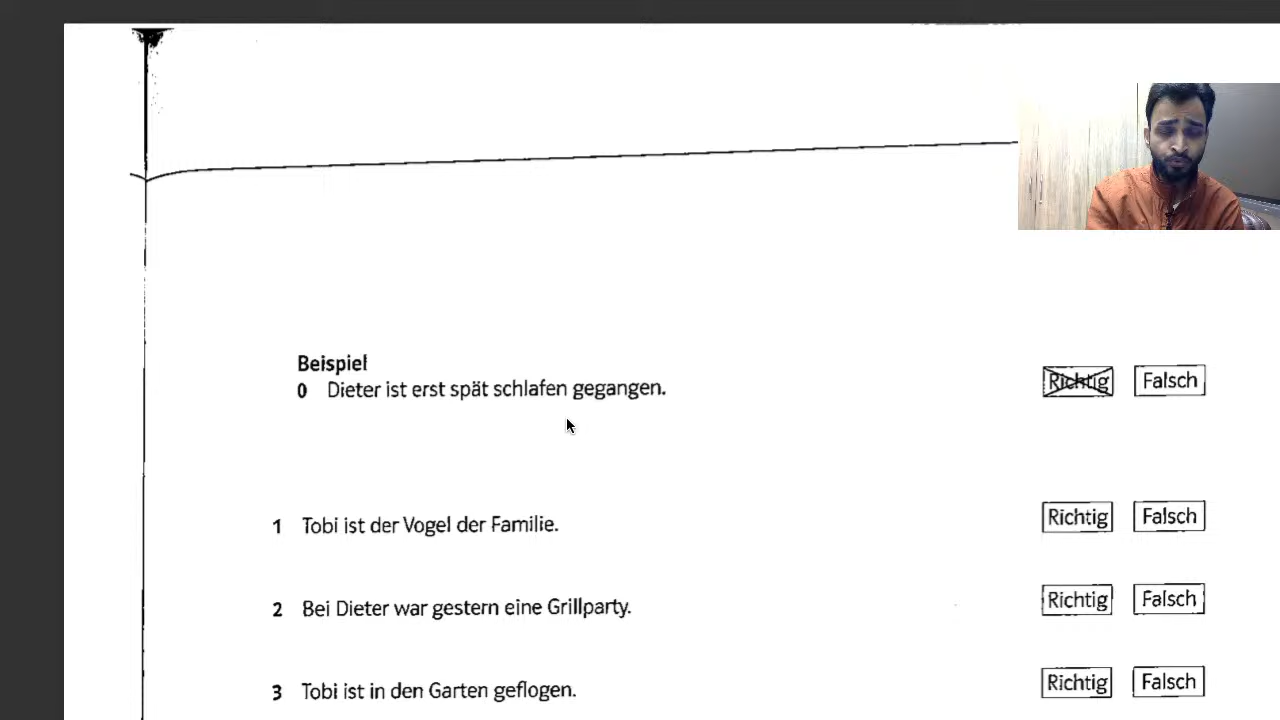 Beispiel
0 Dieter ist erst spät schlafen gegangen. Richtig Falsch
1 Tobi ist der Vogel der Familie. Richtig Falsch
2 Bei Dieter war gestern eine Grillparty. Richtig Falsch
3 Tobi ist in den Garten geflogen. Richtig Falsch